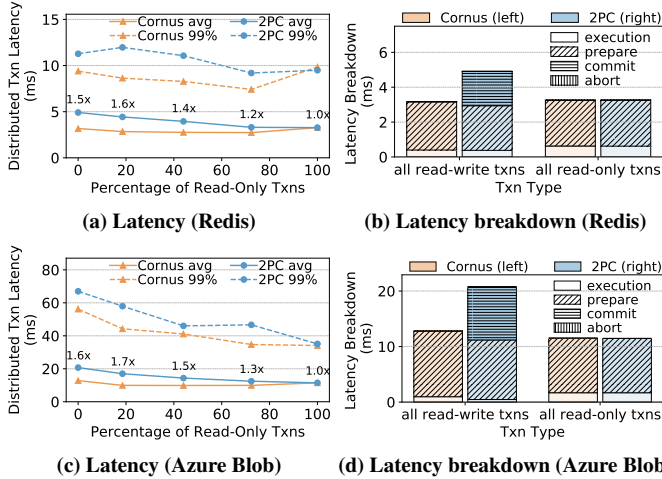 Cornus avg
2PC avg
Cornus 99%
2PC 99%
Distributed Txn Latency
(ms)
15
10
5
0
1.5x
1.6x
1.4x
1.2x
1.0x
0
20
40
60
80
100
Percentage of Read-Only Txns
(a) Latency (Redis)
Cornus (left)
2PC (right)
execution
prepare
commit
abort
Latency Breakdown
(ms)
6
4
2
0
all read-write txns
all read-only txns
Txn Type
(b) Latency breakdown (Redis)
Cornus avg
2PC avg
Cornus 99%
2PC 99%
Distributed Txn Latency
(ms)
80
60
40
20
0
1.6x
1.7x
1.5x
1.3x
1.0x
0
20
40
60
80
100
Percentage of Read-Only Txns
(c) Latency (Azure Blob)
Cornus (left)
2PC (right)
execution
prepare
commit
abort
Latency Breakdown
(ms)
20
10
0
all read-write txns
all read-only txns
Txn Type
(d) Latency breakdown (Azure Blob